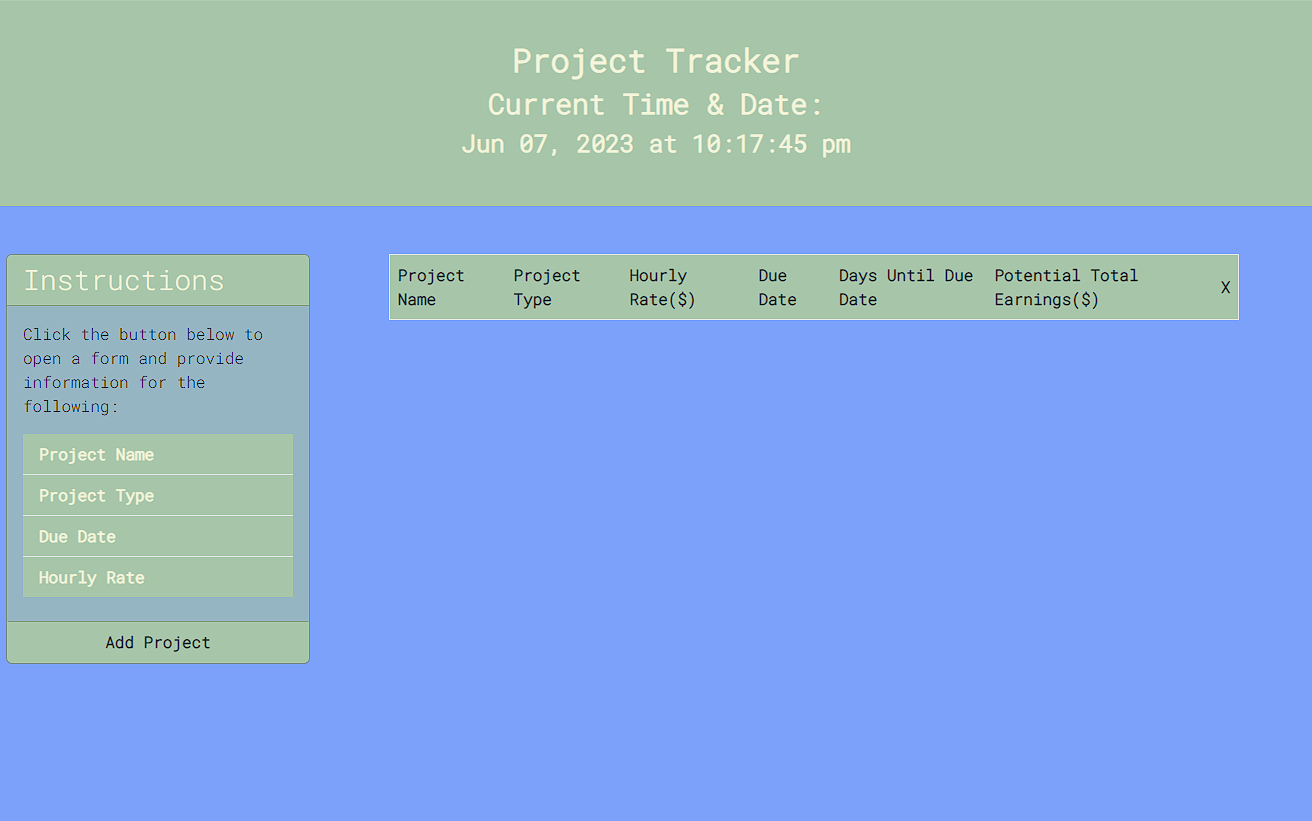 Project Tracker
Current Time & Date:
Jun 07, 2023 at 10:17:45 pm
Instructions
Click the button below to
open a form and provide
information for the
following:
Project Name
Project Type
Due Date
Hourly Rate
Add Project
Project Project Hourly Due Days Until Due Potential Total X
Name Type Rate($) Date Date Earnings($)